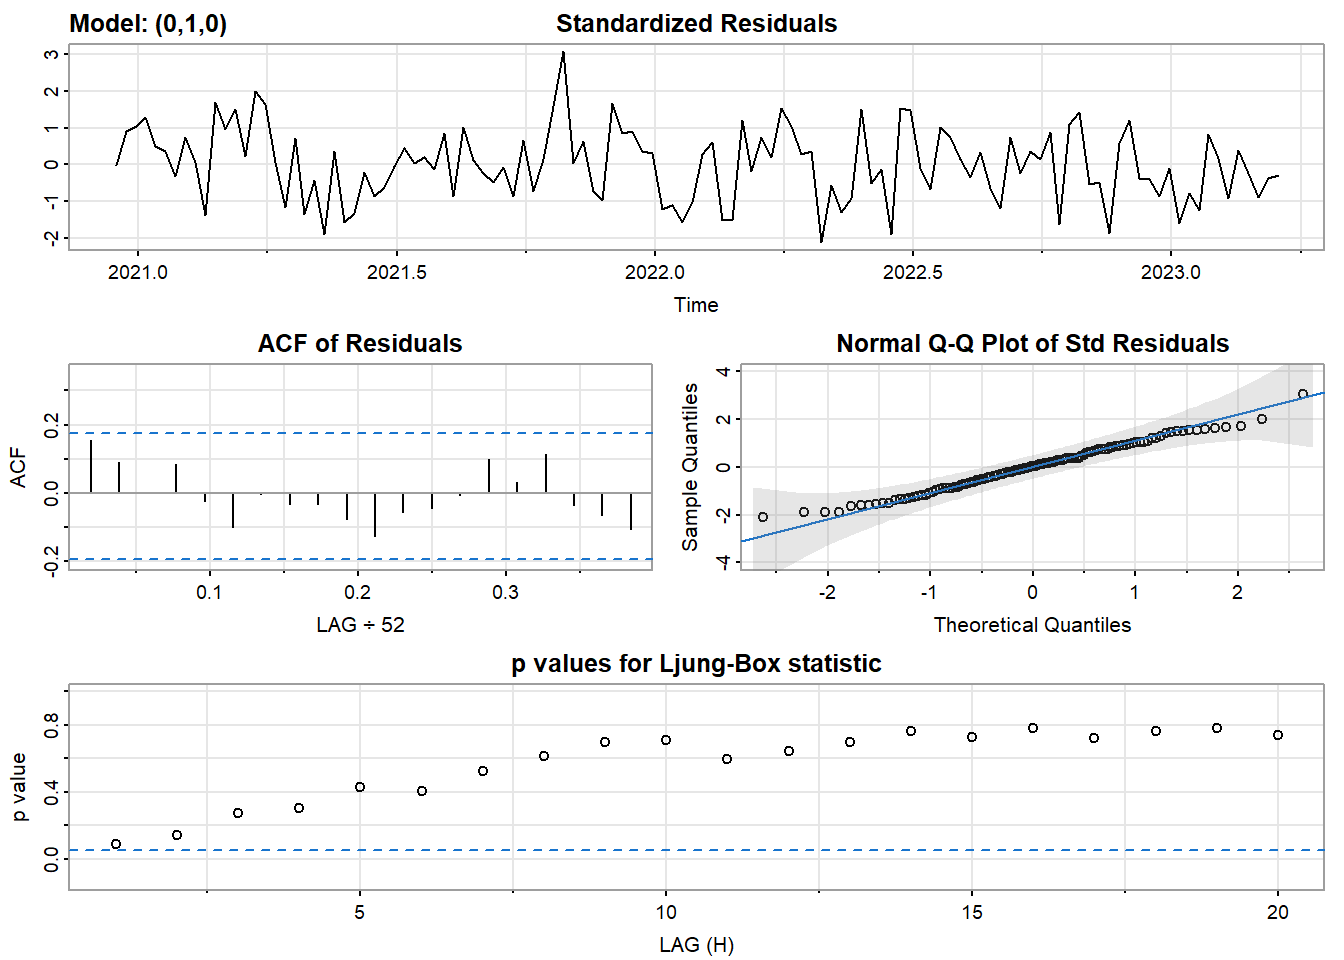 Model: (0,1,0) Standardized Residuals
3
2
1
0
-1
-2
2021.0 2021.5 2022.0 2022.5 2023.0
Time
ACF of Residuals
ACF
0.2
0.0
-0.2
0.1 0.2 0.3
LAG ÷ 52
Normal Q-Q Plot of Std Residuals
Sample Quantiles
4
2
0
-2
-4
-2 -1 0 1 2
Theoretical Quantiles
p values for Ljung-Box statistic
p value
0.8
0.4
0.0
5 10 15 20
LAG (H)